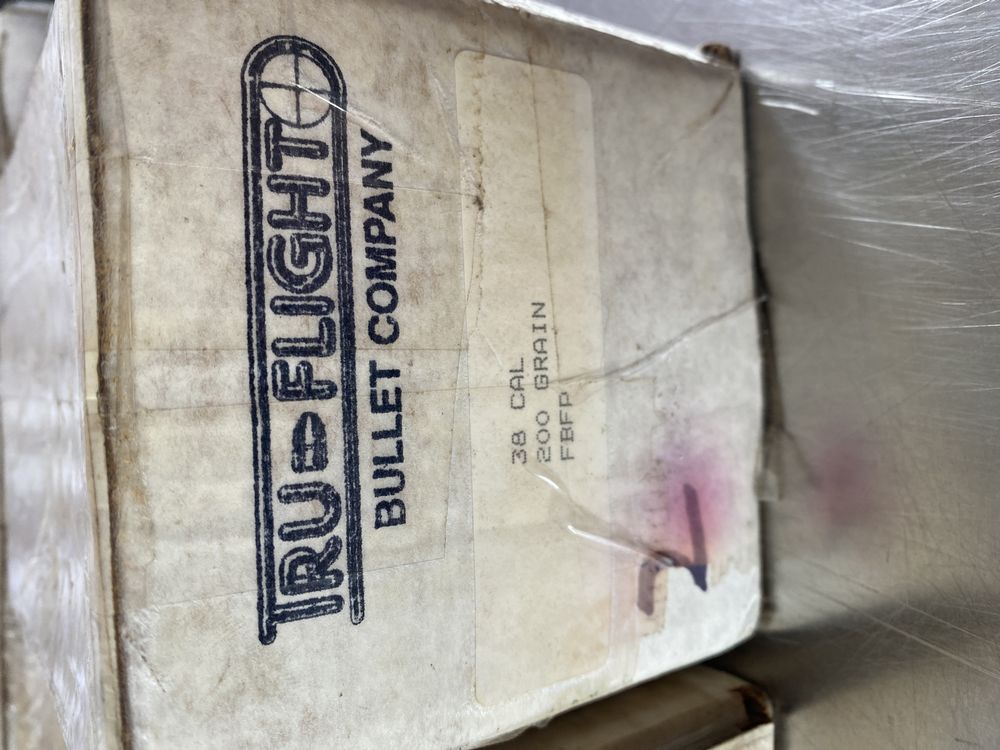 TRU-FLIGHT
BULLET COMPANY
38 CAL
200 GRAIN
FBFP